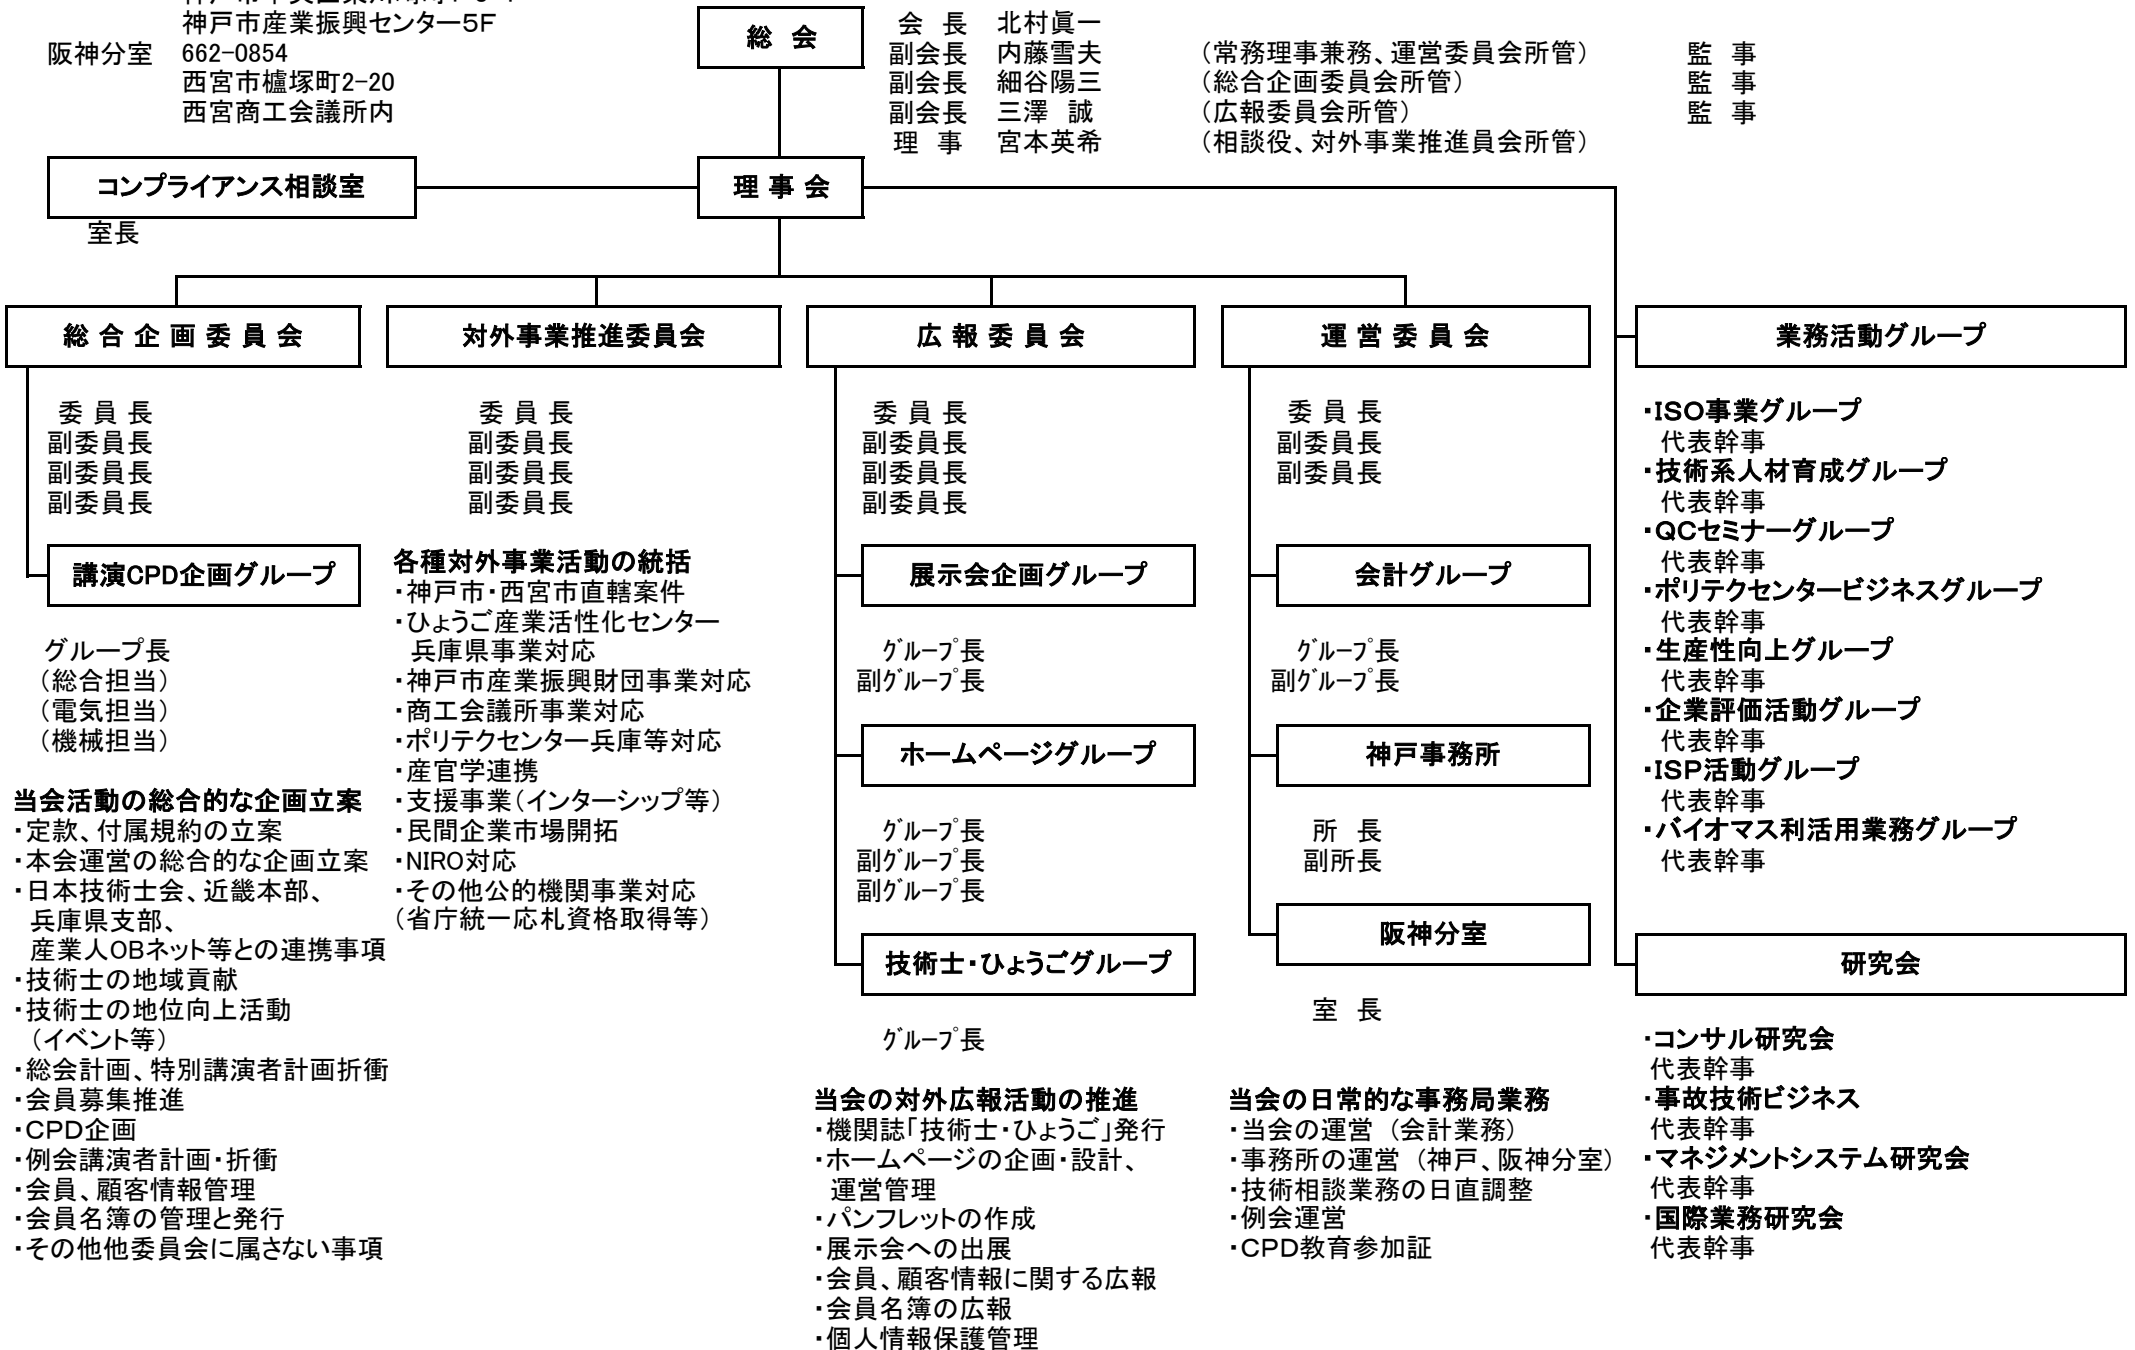 神戸市産業振興センター5F
阪神分室 662-0854
西宮市櫨塚町2-20
西宮商工会議所内
総 会
会 長 北村眞一
副会長 内藤雪夫 (常務理事兼務、運営委員会所管) 監 事
副会長 細谷陽三 (総合企画委員会所管) 監 事
副会長 三澤 誠 (広報委員会所管) 監 事
理 事 宮本英希 (相談役、対外事業推進員会所管)
コンプライアンス相談室
室長
理 事 会
総 合 企 画 委 員 会
委 員 長
副委員長
副委員長
副委員長
講演CPD企画グループ
グループ長
(総合担当)
(電気担当)
(機械担当)
当会活動の総合的な企画立案
・定款、付属規約の立案
・本会運営の総合的な企画立案
・日本技術士会、近畿本部、
兵庫県支部、
産業人OBネット等との連携事項
・技術士の地域貢献
・技術士の地位向上活動
(イベント等)
・総会計画、特別講演者計画折衝
・会員募集推進
・CPD企画
・例会講演者計画・折衝
・会員、顧客情報管理
・会員名簿の管理と発行
・その他他委員会に属さない事項
対外事業推進委員会
委 員 長
副委員長
副委員長
副委員長
各種対外事業活動の統括
・神戸市・西宮市直轄案件
・ひょうご産業活性化センター
兵庫県事業対応
・神戸市産業振興財団事業対応
・商工会議所事業対応
・ポリテクセンター兵庫等対応
・産官学連携
・支援事業(インターシップ等)
・民間企業市場開拓
・NIRO対応
・その他公的機関事業対応
(省庁統一応札資格取得等)
広 報 委 員 会
委 員 長
副委員長
副委員長
副委員長
展示会企画グループ
グループ長
副グループ長
ホームページグループ
グループ長
副グループ長
副グループ長
技術士・ひょうごグループ
グループ長
当会の対外広報活動の推進
・機関誌「技術士・ひょうご」発行
・ホームページの企画・設計、
運営管理
・パンフレットの作成
・展示会への出展
・会員、顧客情報に関する広報
・会員名簿の広報
・個人情報保護管理
運 営 委 員 会
委 員 長
副委員長
副委員長
会計グループ
グループ長
副グループ長
神戸事務所
所 長
副所長
阪神分室
室 長
当会の日常的な事務局業務
・当会の運営 (会計業務)
・事務所の運営 (神戸、阪神分室)
・技術相談業務の日直調整
・例会運営
・CPD教育参加証
業務活動グループ
・ISO事業グループ
代表幹事
・技術系人材育成グループ
代表幹事
・QCセミナーグループ
代表幹事
・ポリテクセンタービジネスグループ
代表幹事
・生産性向上グループ
代表幹事
・企業評価活動グループ
代表幹事
・ISP活動グループ
代表幹事
・バイオマス利活用業務グループ
代表幹事
研究会
・コンサル研究会
代表幹事
・事故技術ビジネス
代表幹事
・マネジメントシステム研究会
代表幹事
・国際業務研究会
代表幹事